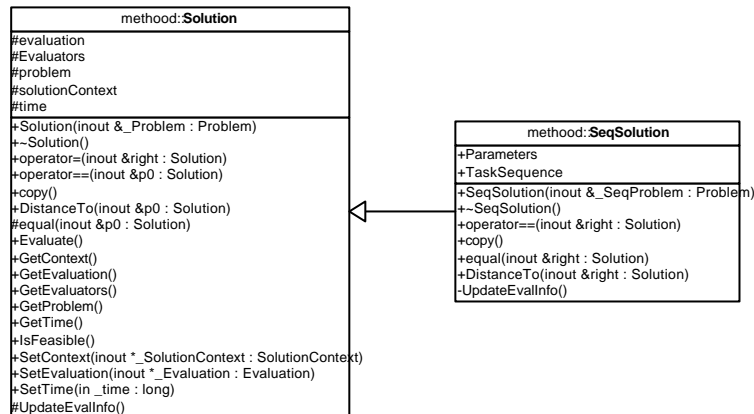 methood::Solution
#evaluation
#Evaluators
#problem
#solutionContext
#time
+Solution(inout &_Problem : Problem)
+~Solution()
+operator=(inout &right : Solution)
+operator==(inout &p0 : Solution)
+copy()
+DistanceTo(inout &p0 : Solution)
#equal(inout &p0 : Solution)
+Evaluate()
+GetContext()
+GetEvaluation()
+GetEvaluators()
+GetProblem()
+GetTime()
+IsFeasible()
+SetContext(inout *_SolutionContext : SolutionContext)
+SetEvaluation(inout *_Evaluation : Evaluation)
+SetTime(in _time : long)
#UpdateEvalInfo()
methood::SeqSolution
+Parameters
+TaskSequence
+SeqSolution(inout &_SeqProblem : Problem)
+~SeqSolution()
+operator==(inout &right : Solution)
+copy()
+equal(inout &right : Solution)
+DistanceTo(inout &right : Solution)
-UpdateEvalInfo()